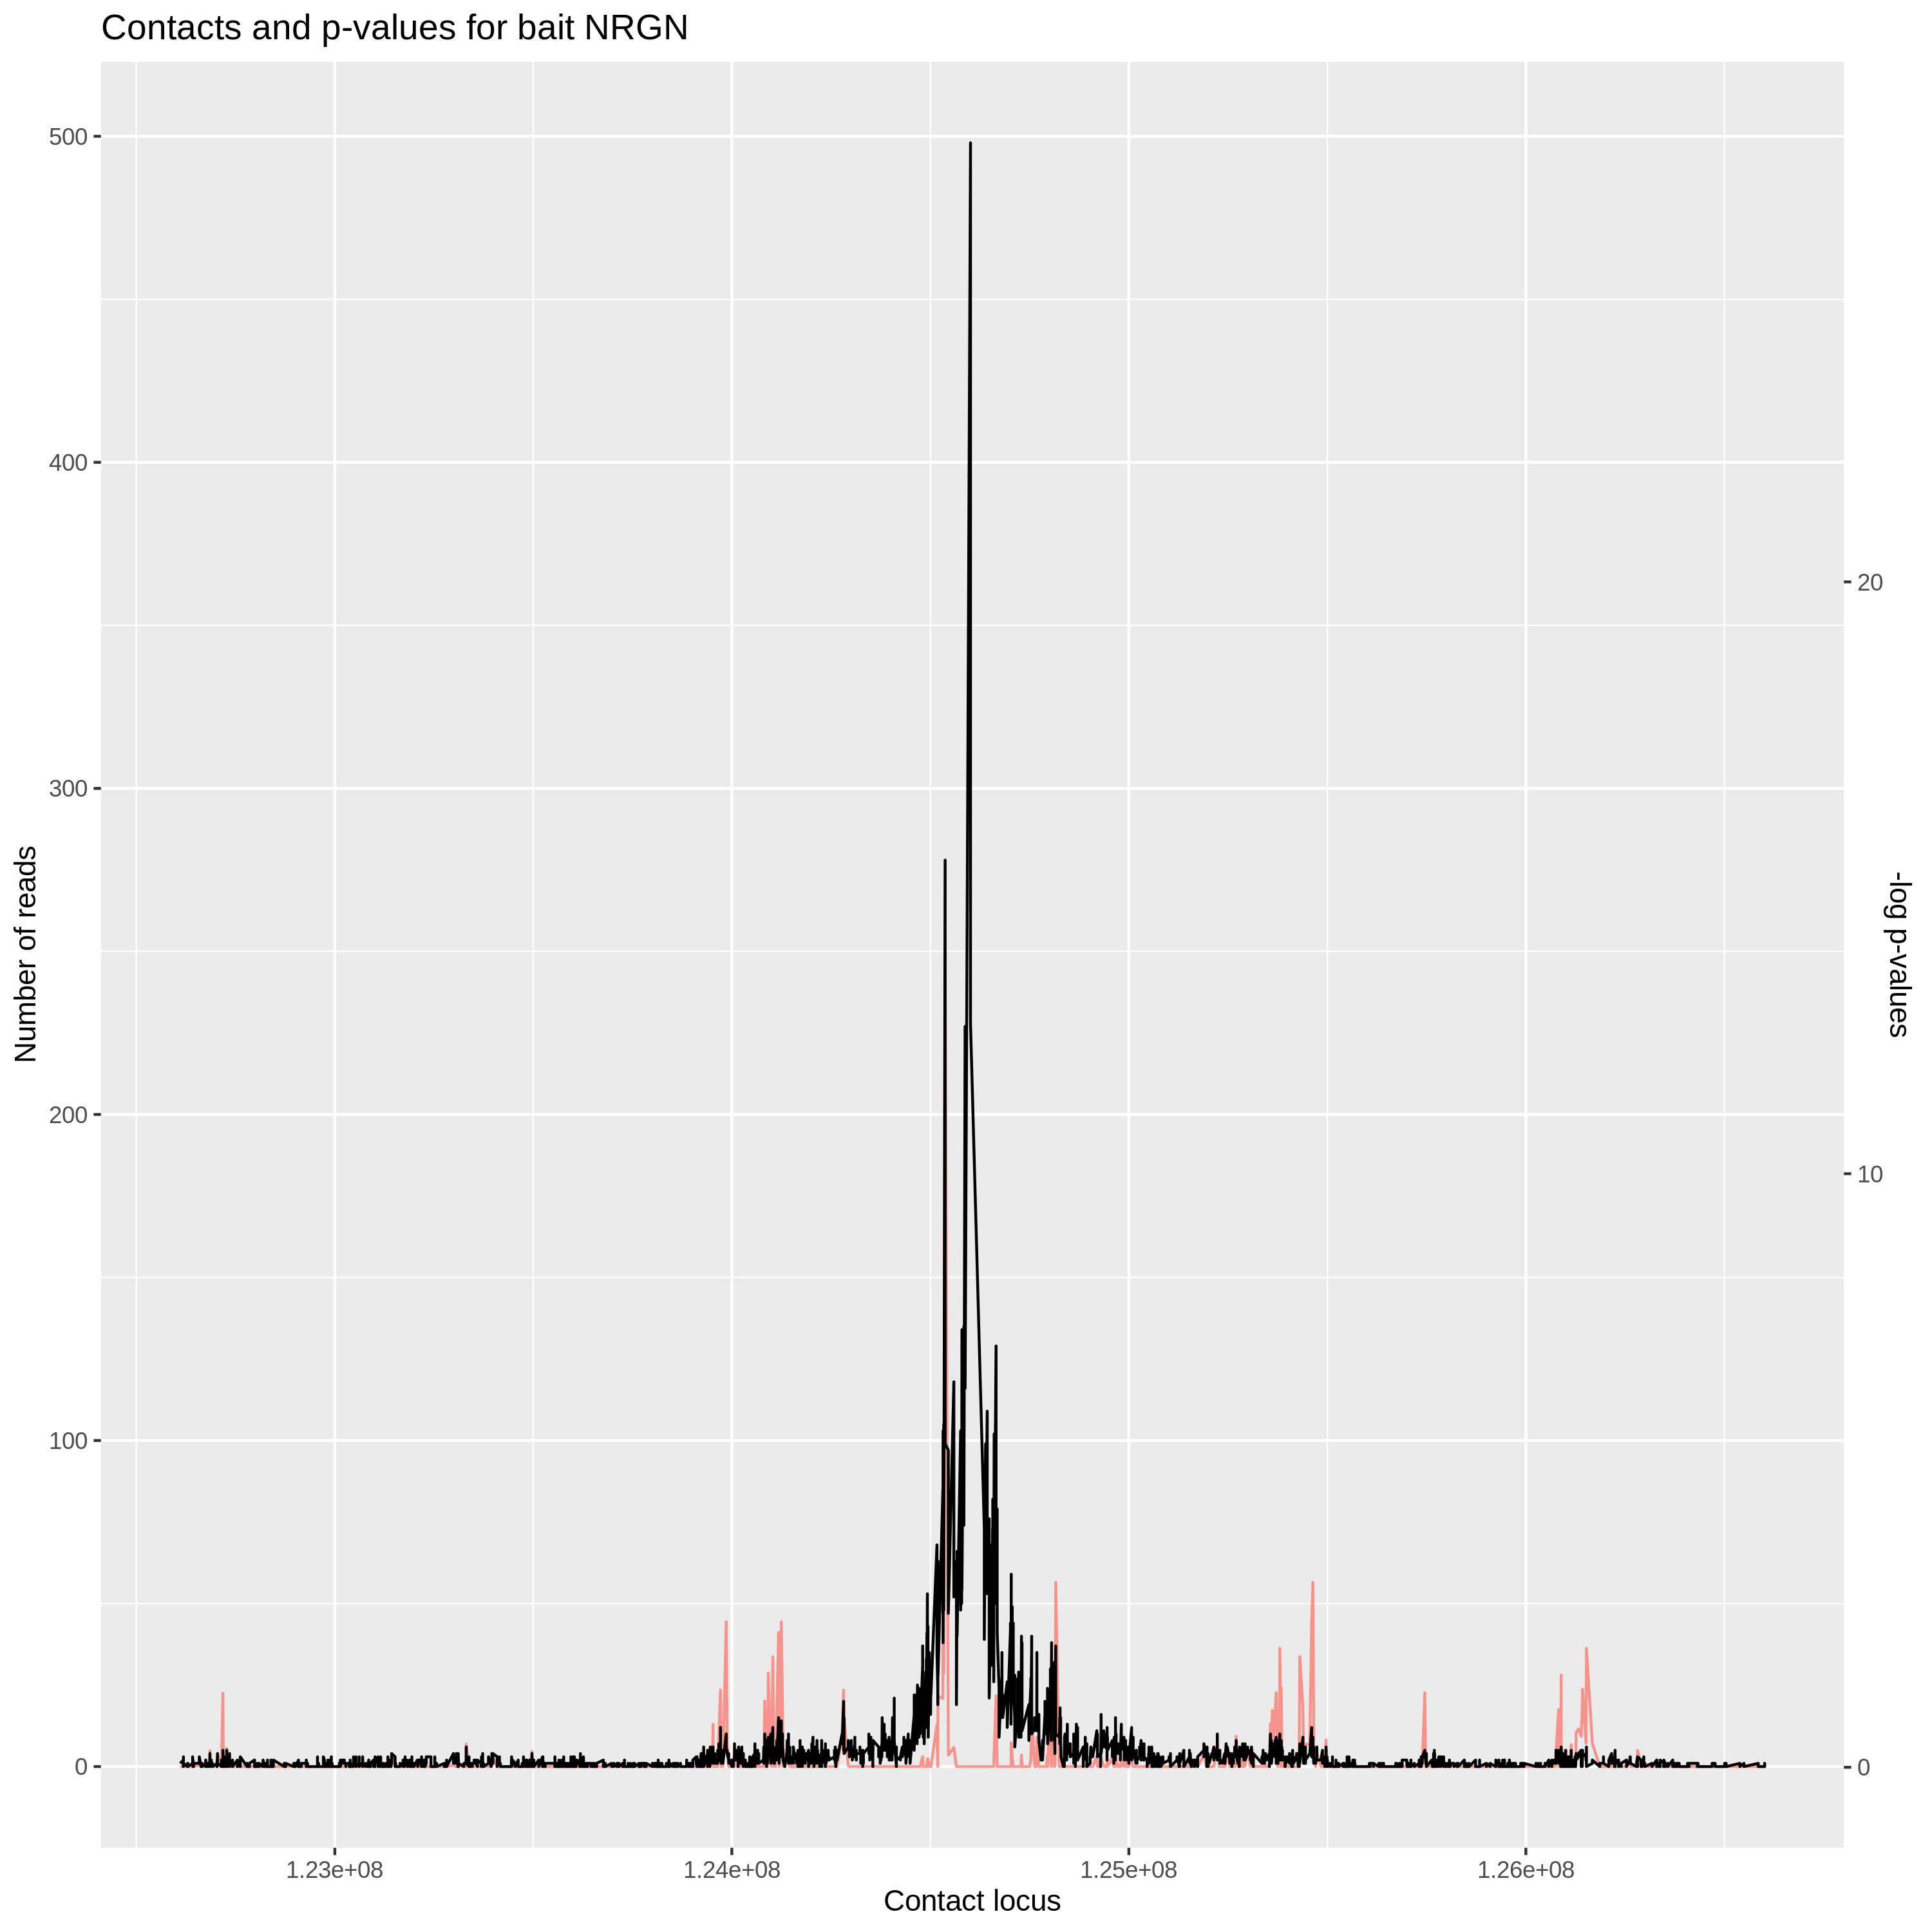 Contacts and p-values for bait NRGN
500
400
300
200
100
0
Number of reads
20
10
0
-log p-values
1.23e+08
1.24e+08
1.25e+08
1.26e+08
Contact locus